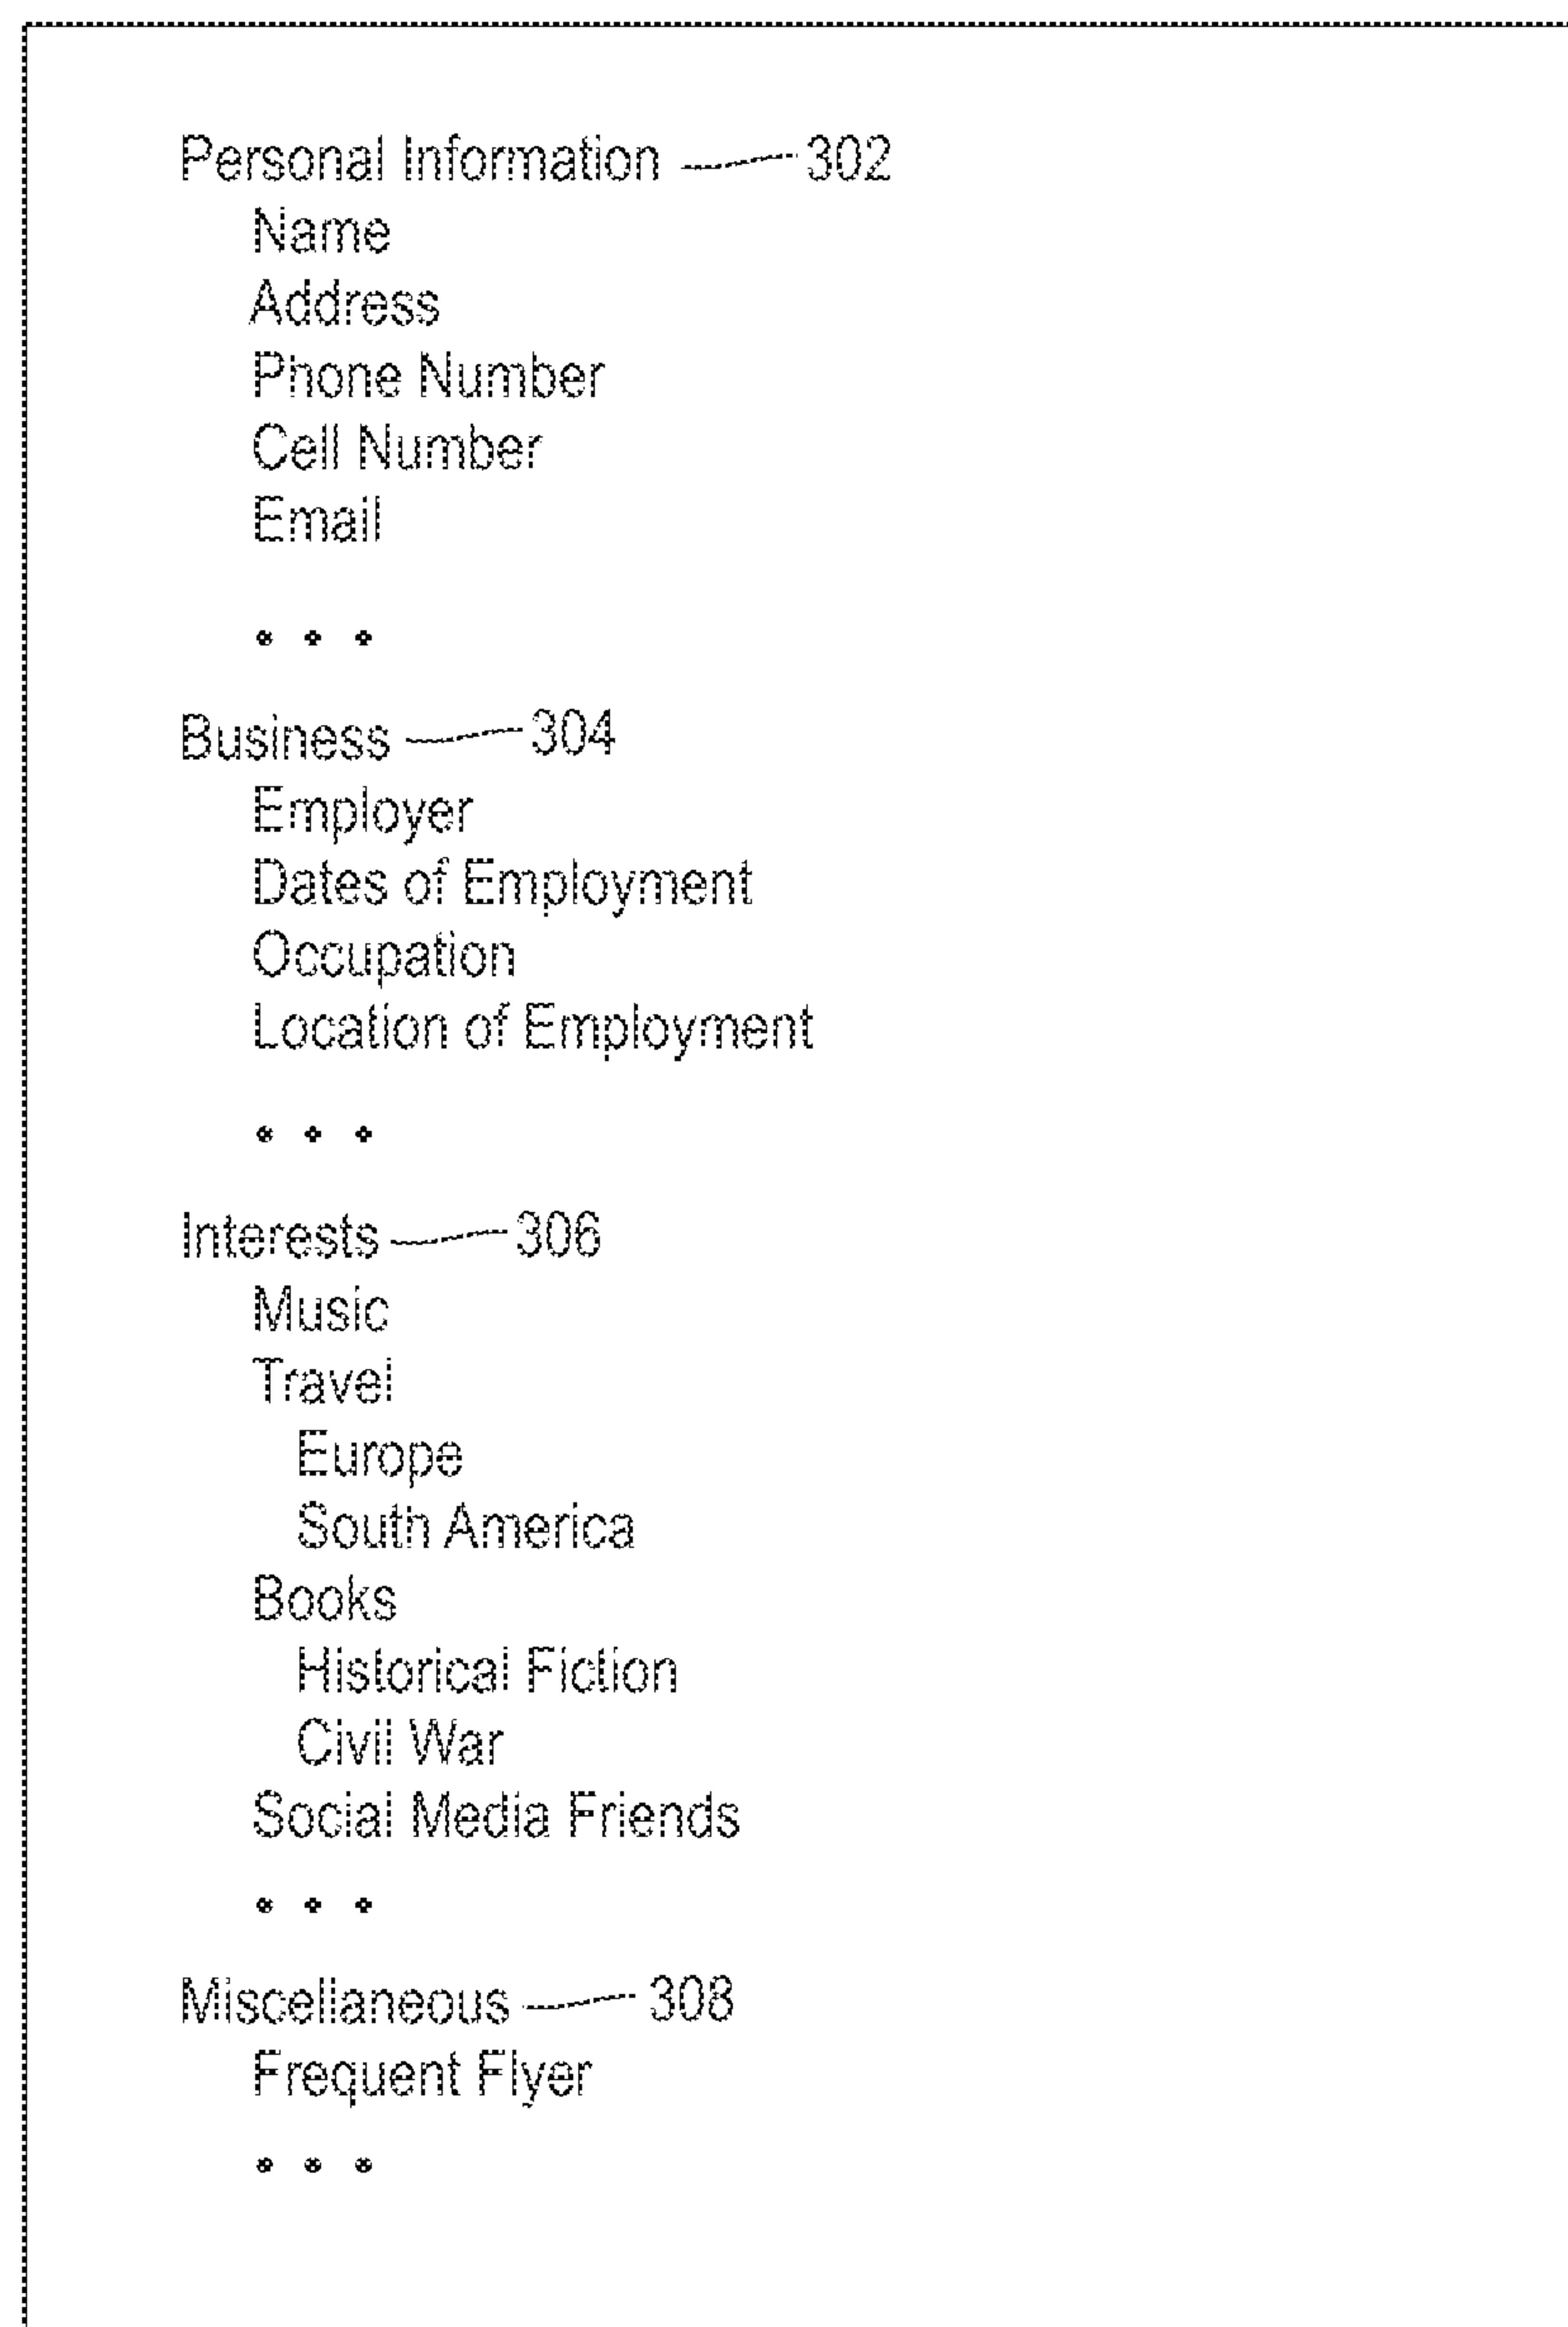 Personal Information 302
Name
Address
Phone Number
Cell Number
Email
...
Business 304
Employer
Dates of Employment
Occupation
Location of Employment
...
Interests 306
Music
Travel
Europe
South America
Books
Historical Fiction
Civil War
Social Media Friends
...
Miscellaneous 308
Frequent Flyer
...